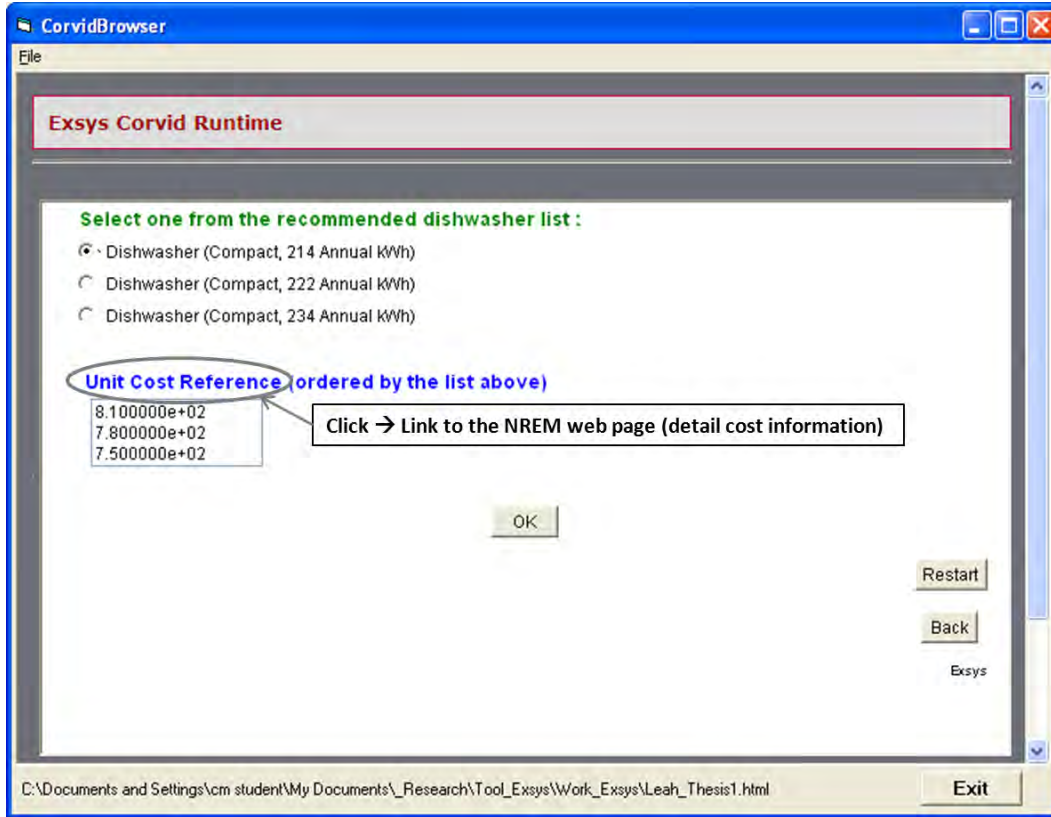 CorvidBrowser
File
Exsys Corvid Runtime
Select one from the recommended dishwasher list :
Dishwasher (Compact, 214 Annual kWh)
Dishwasher (Compact, 222 Annual kWh)
Dishwasher (Compact, 234 Annual kWh)
Unit Cost Reference (ordered by the list above)
8.100000e+02
7.800000e+02
7.500000e+02
Click → Link to the NREM web page (detail cost information)
OK
Restart
Back
Exsys
C:\Documents and Settings\cm student\My Documents\_Research\Tool_Exsys\Work_Exsys\Leah_Thesis1.html
Exit